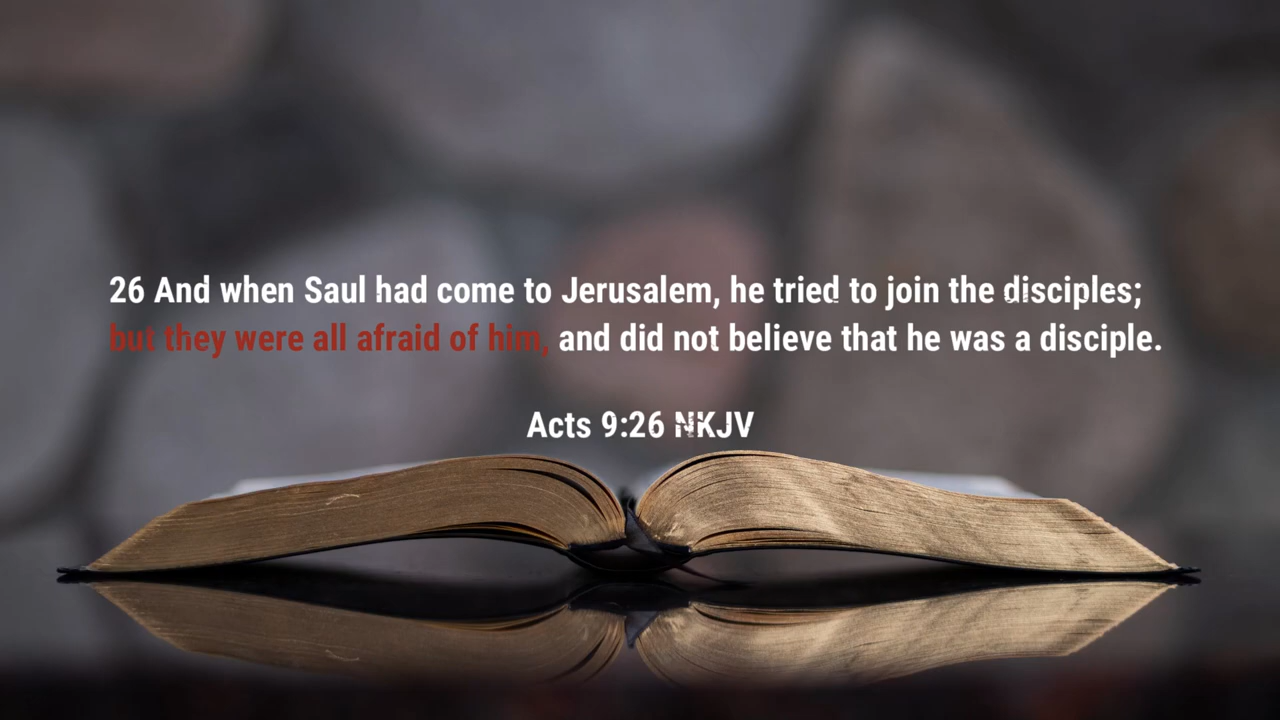 26 And when Saul had come to Jerusalem, he tried to join the disciples;
but they were all afraid of him, and did not believe that he was a disciple.
Acts 9:26 NKJV